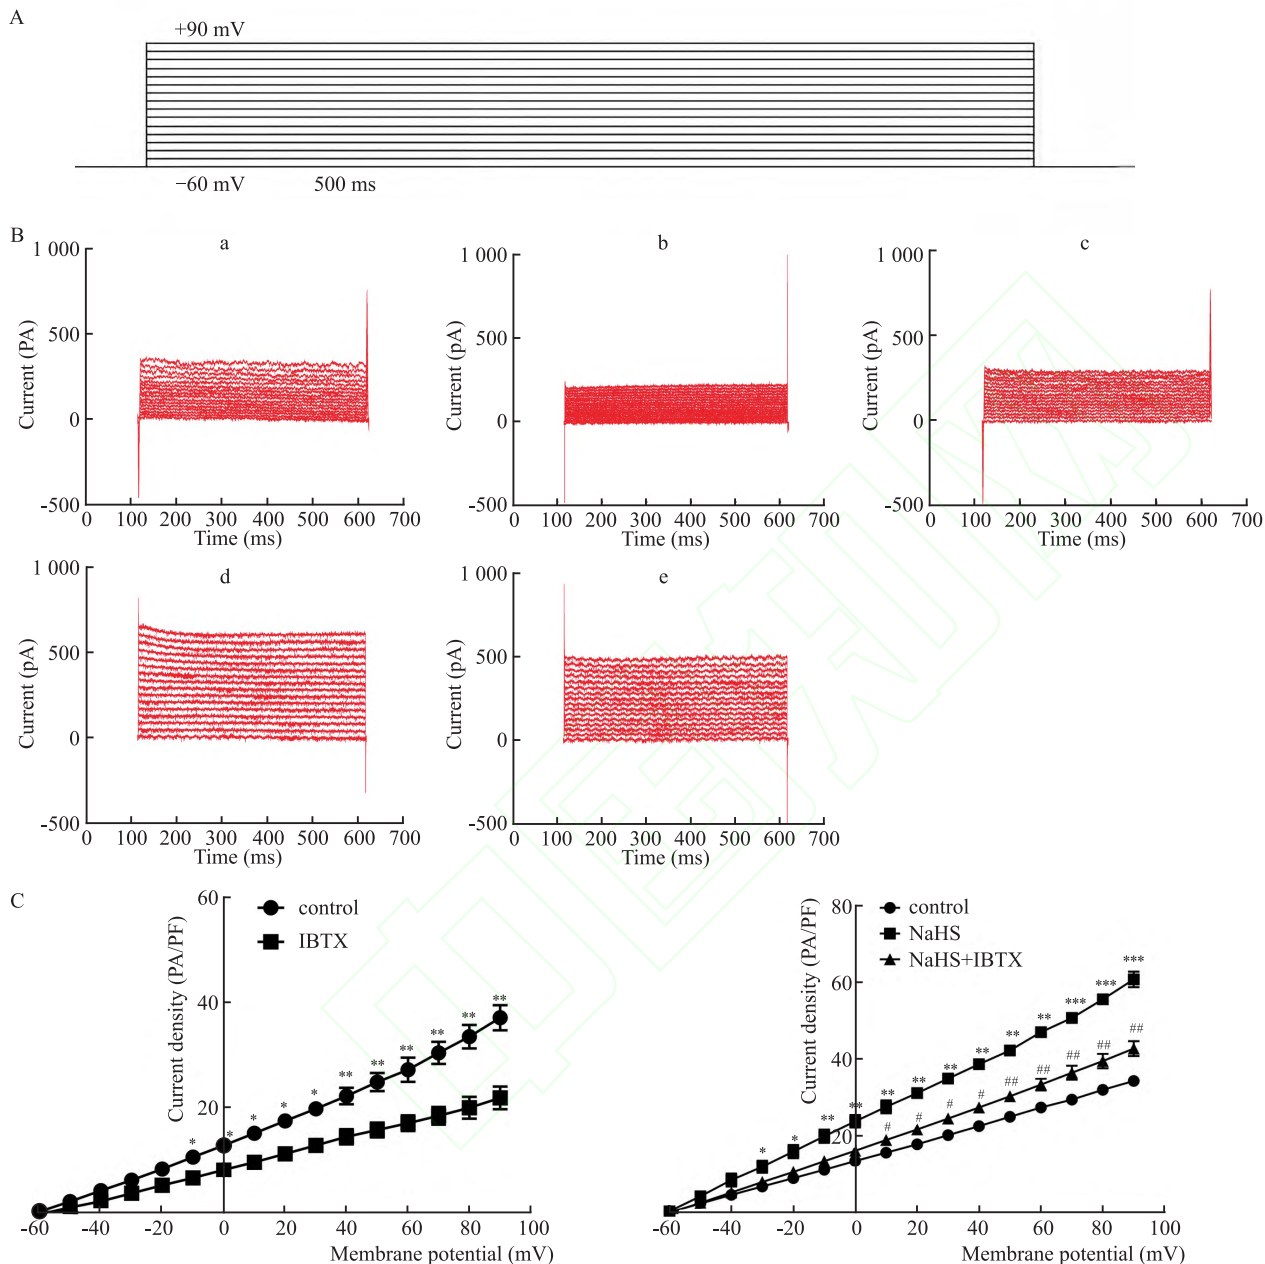 A
+90 mV
−60 mV 500 ms
B
a
1 000
500
0
-500
Current (PA)
0 100 200 300 400 500 600 700
Time (ms)
b
1 000
500
0
-500
Current (pA)
0 100 200 300 400 500 600 700
Time (ms)
c
1 000
500
0
-500
Current (pA)
0 100 200 300 400 500 600 700
Time (ms)
d
1 000
500
0
-500
Current (pA)
0 100 200 300 400 500 600 700
Time (ms)
e
1 000
500
0
-500
Current (pA)
0 100 200 300 400 500 600 700
Time (ms)
C
60
40
20
Current density (PA/PF)
control
IBTX
* * * * * ** ** ** ** ** **
-60 -40 -20 0 20 40 60 80 100
Membrane potential (mV)
80
60
40
20
Current density (PA/PF)
control
NaHS
NaHS+IBTX
* * ** ** ** ** ** ** ** ** *** *** ***
# # # # ## ## ## ## ##
-60 -40 -20 0 20 40 60 80 100
Membrane potential (mV)